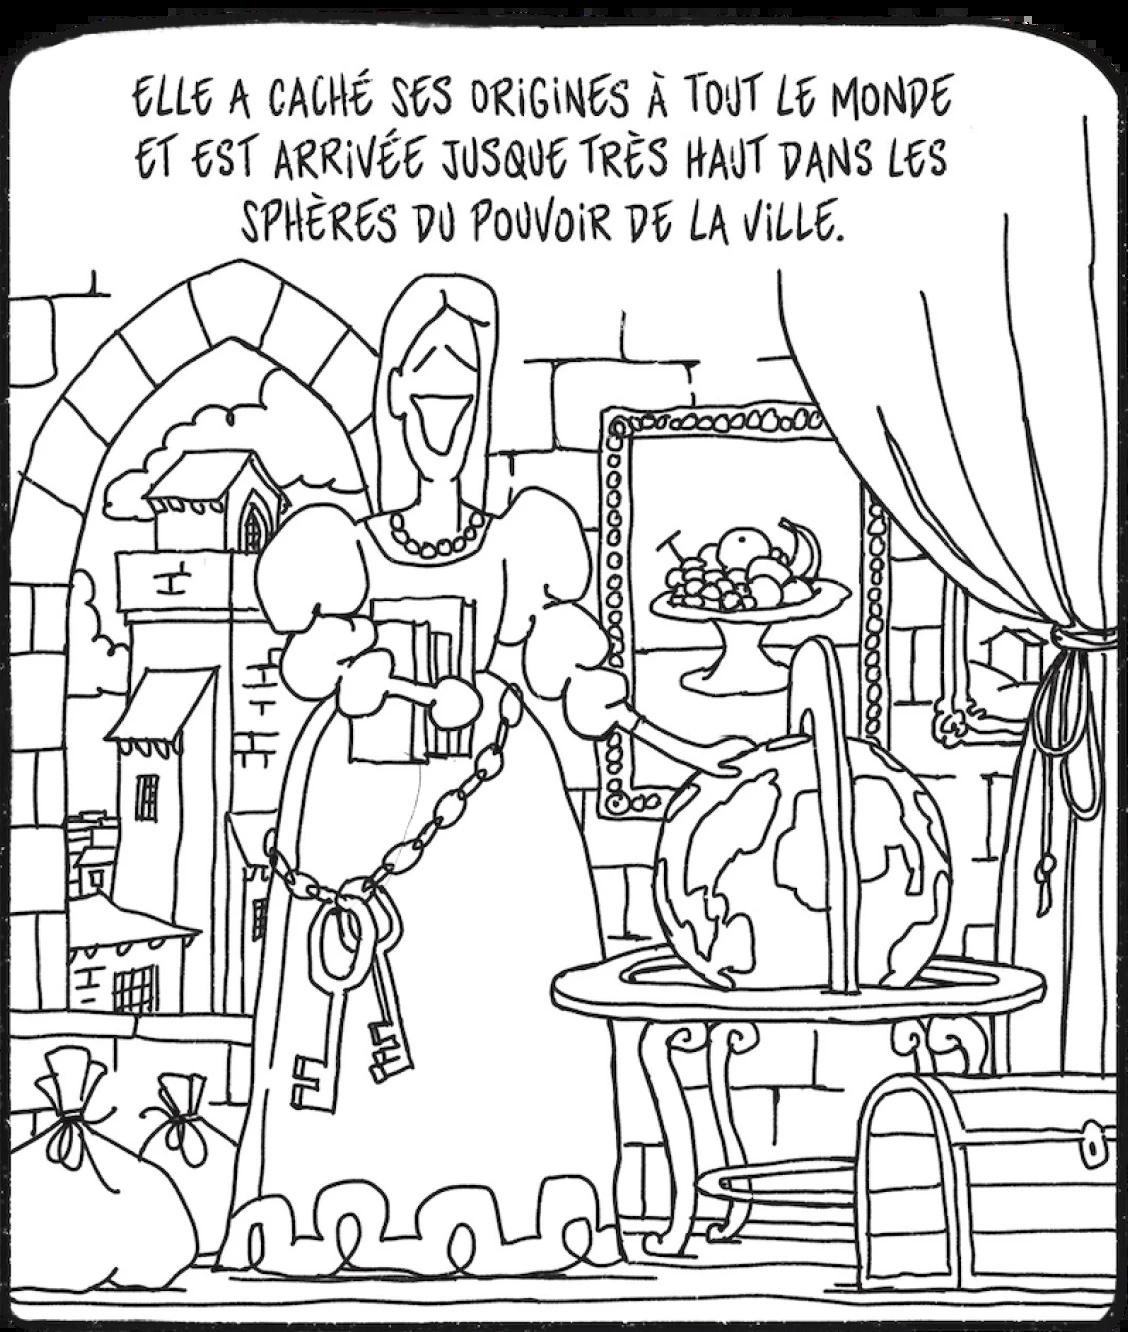 ELLE A CACHÉ SES ORIGINES À TOUT LE MONDE
ET EST ARRIVÉE JUSQUE TRÈS HAUT DANS LES
SPHÈRES DU POUVOIR DE LA VILLE.